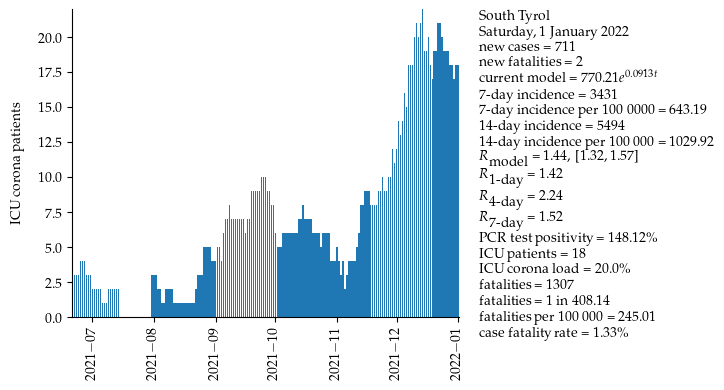 South Tyrol
Saturday, 1 January 2022
new cases = 711
new fatalities = 2
current model = 770.21e^0.0913t
7-day incidence = 3431
7-day incidence per 100 0000 = 643.19
14-day incidence = 5494
14-day incidence per 100 000 = 1029.92
R_model = 1.44, [1.32, 1.57]
R_1-day = 1.42
R_4-day = 2.24
R_7-day = 1.52
PCR test positivity = 148.12%
ICU patients = 18
ICU corona load = 20.0%
fatalities = 1307
fatalities = 1 in 408.14
fatalities per 100 000 = 245.01
case fatality rate = 1.33%
ICU corona patients
20.0
17.5
15.0
12.5
10.0
7.5
5.0
2.5
0.0
2021−07
2021−08
2021−09
2021−10
2021−11
2021−12
2022−01